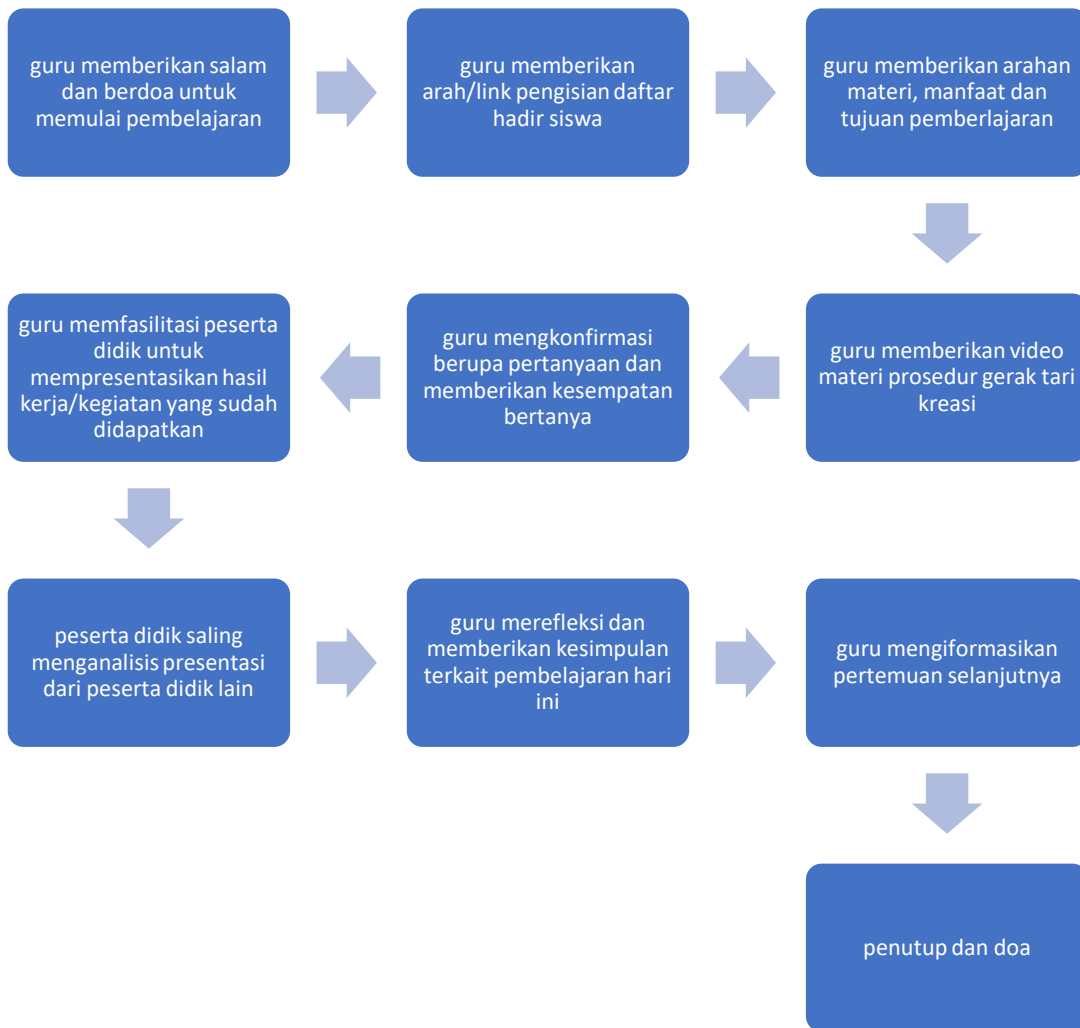 guru memberikan salam
dan berdoa untuk
memulai pembelajaran
guru memberikan
arah/link pengisian daftar
hadir siswa
guru memberikan arahan
materi, manfaat dan
tujuan pemberlajaran
guru memberikan video
materi prosedur gerak tari
kreasi
guru mengkonfirmasi
berupa pertanyaan dan
memberikan kesempatan
bertanya
guru memfasilitasi peserta
didik untuk
mempresentasikan hasil
kerja/kegiatan yang sudah
didapatkan
peserta didik saling
menganalisis presentasi
dari peserta didik lain
guru merefleksi dan
memberikan kesimpulan
terkait pembelajaran hari
ini
guru mengiformasikan
pertemuan selanjutnya
penutup dan doa